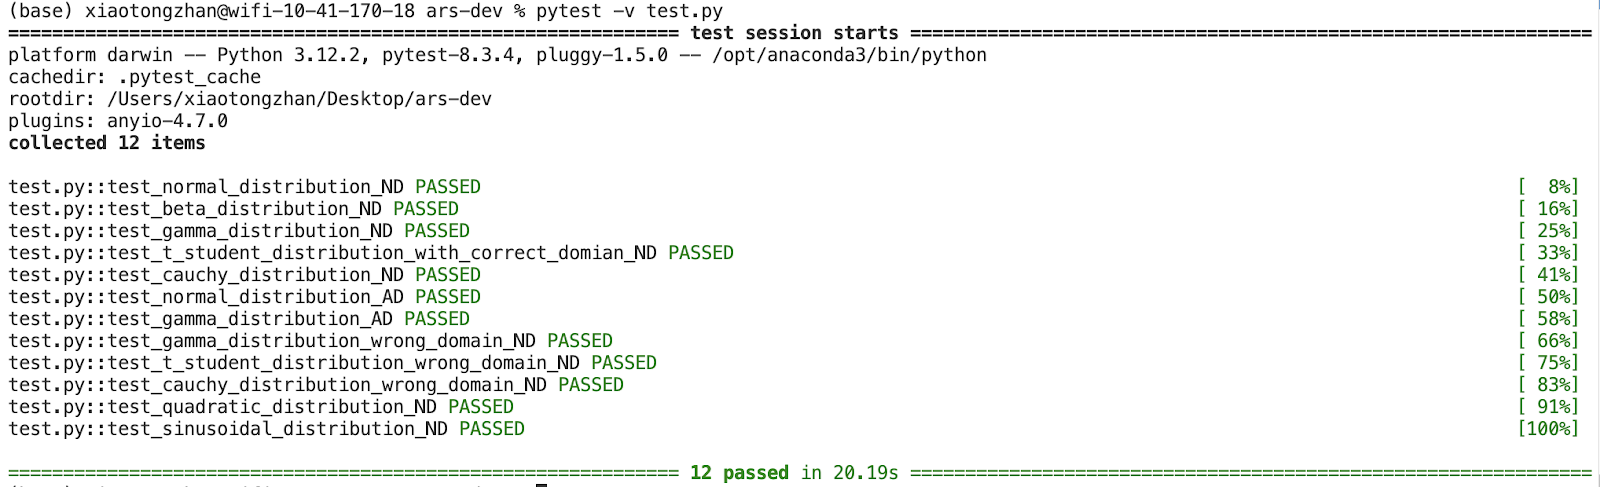 (base) xiaotongzhan@wifi-10-41-170-18 ars-dev % pytest -v test.py
============================================================== test session starts ===============================================================
platform darwin -- Python 3.12.2, pytest-8.3.4, pluggy-1.5.0 -- /opt/anaconda3/bin/python
cachedir: .pytest_cache
rootdir: /Users/xiaotongzhan/Desktop/ars-dev
plugins: anyio-4.7.0
collected 12 items
test.py::test_normal_distribution_ND PASSED [  8%]
test.py::test_beta_distribution_ND PASSED [ 16%]
test.py::test_gamma_distribution_ND PASSED [ 25%]
test.py::test_t_student_distribution_with_correct_domian_ND PASSED [ 33%]
test.py::test_cauchy_distribution_ND PASSED [ 41%]
test.py::test_normal_distribution_AD PASSED [ 50%]
test.py::test_gamma_distribution_AD PASSED [ 58%]
test.py::test_gamma_distribution_wrong_domain_ND PASSED [ 66%]
test.py::test_t_student_distribution_wrong_domain_ND PASSED [ 75%]
test.py::test_cauchy_distribution_wrong_domain_ND PASSED [ 83%]
test.py::test_quadratic_distribution_ND PASSED [ 91%]
test.py::test_sinusoidal_distribution_ND PASSED [100%]
============================================================== 12 passed in 20.19s ===============================================================